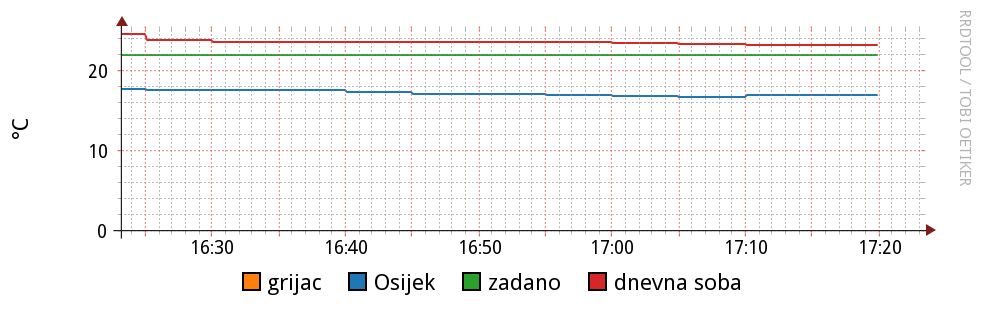 RRDTOOL / TOBI OETIKER
°C
20
10
0
16:30 16:40 16:50 17:00 17:10 17:20
grijac Osijek zadano dnevna soba